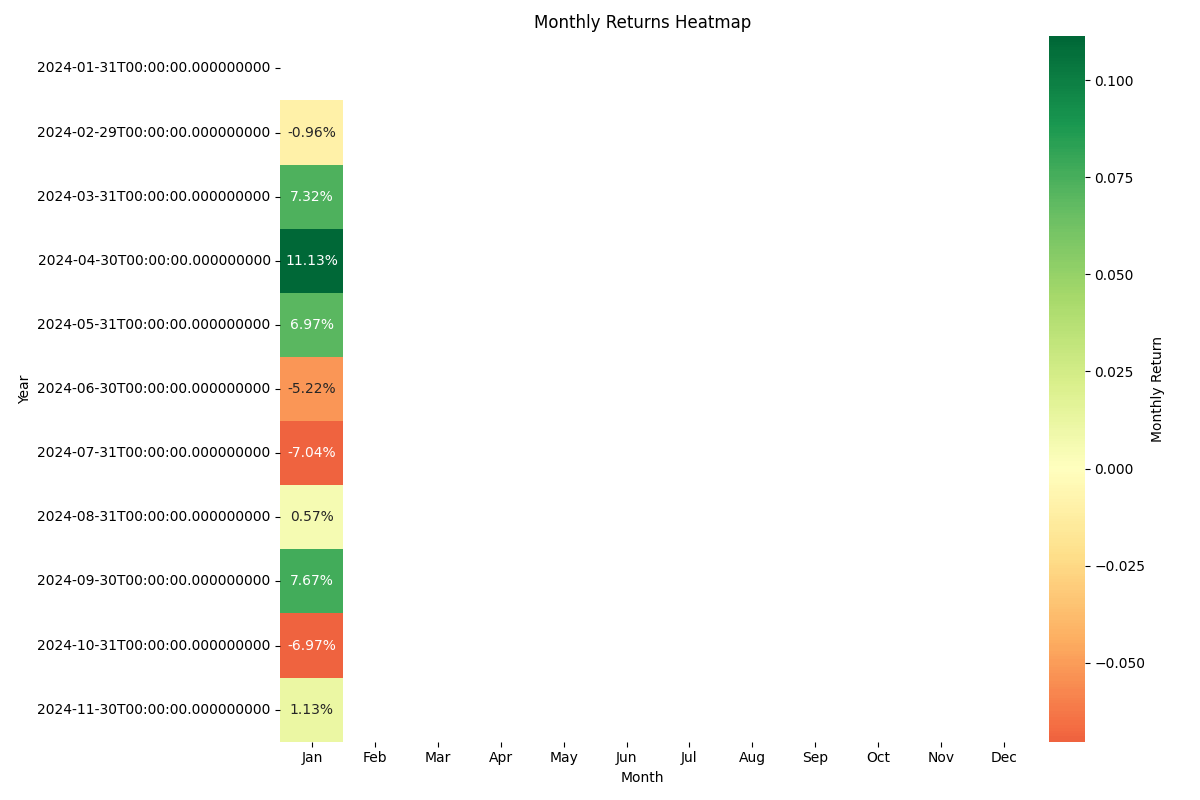 Monthly Returns Heatmap
2024-01-31T00:00:00.000000000
2024-02-29T00:00:00.000000000 -0.96%
2024-03-31T00:00:00.000000000 7.32%
2024-04-30T00:00:00.000000000 11.13%
2024-05-31T00:00:00.000000000 6.97%
2024-06-30T00:00:00.000000000 -5.22%
2024-07-31T00:00:00.000000000 -7.04%
2024-08-31T00:00:00.000000000 0.57%
2024-09-30T00:00:00.000000000 7.67%
2024-10-31T00:00:00.000000000 -6.97%
2024-11-30T00:00:00.000000000 1.13%
Year
Jan Feb Mar Apr May Jun Jul Aug Sep Oct Nov Dec
Month
0.100
0.075
0.050
0.025
0.000
−0.025
−0.050
Monthly Return